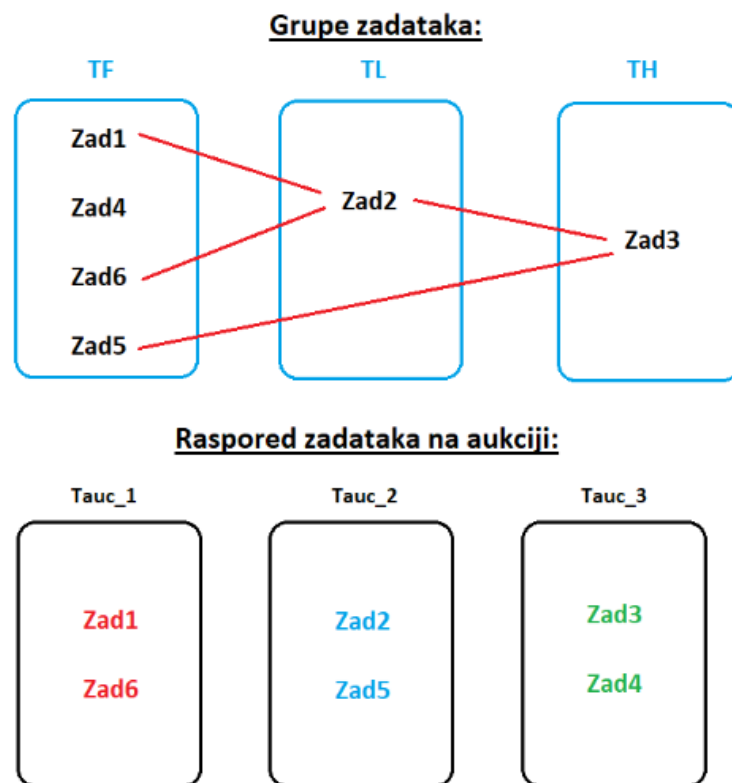 Grupe zadataka:
TF TL TH
Zad1
Zad4
Zad6
Zad5
Zad2
Zad3
Raspored zadataka na aukciji:
Tauc_1 Tauc_2 Tauc_3
Zad1 Zad2 Zad3
Zad6 Zad5 Zad4